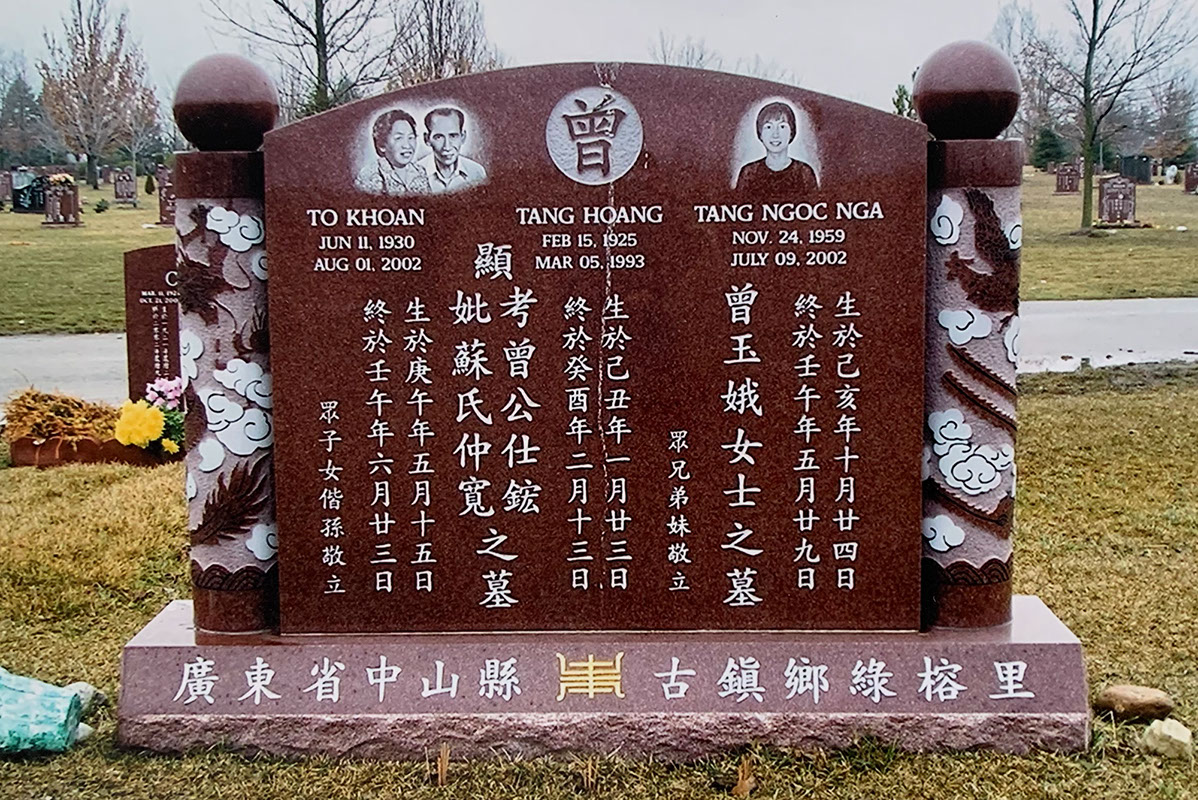 曾
TO KHOAN
JUN 11, 1930
AUG 01, 2002
TANG HOANG
FEB 15, 1925
MAR 05, 1993
TANG NGOC NGA
NOV. 24, 1959
JULY 09, 2002
生於己亥年十月廿四日
終於壬午年五月廿九日
曾玉娥女士之墓
眾兄弟妹敬立
生於己丑年一月廿三日
終於癸酉年二月十三日
顯
考曾公仕鋐
妣蘇氏仲寬
之墓
生於庚午年五月十五日
終於壬午年六月廿三日
眾子女偕孫敬立
廣東省中山縣 古鎮鄉綠榕里